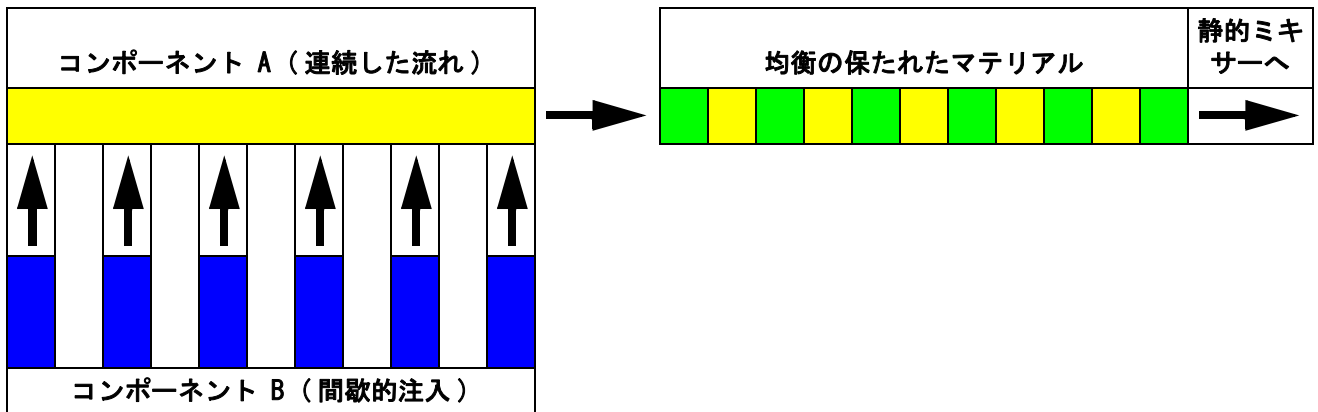 コンポーネント A (連続した流れ)
均衡の保たれたマテリアル
静的ミキ
サーへ
コンポーネント B (間歇的注入)